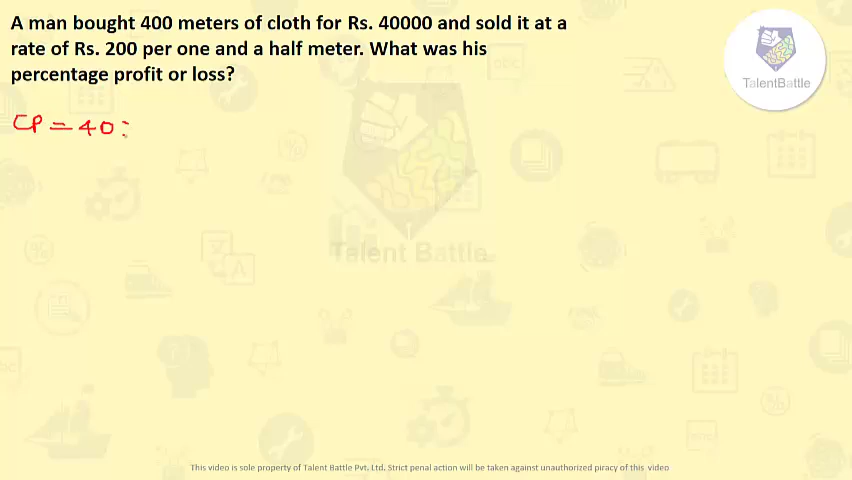 A man bought 400 meters of cloth for Rs. 40000 and sold it at a
rate of Rs. 200 per one and a half meter. What was his
percentage profit or loss?
TalentBattle
CP = 40
Talent Battle
This video is sole property of Talent Battle Pvt. Ltd. Strict penal action will be taken against unauthorized piracy of this video